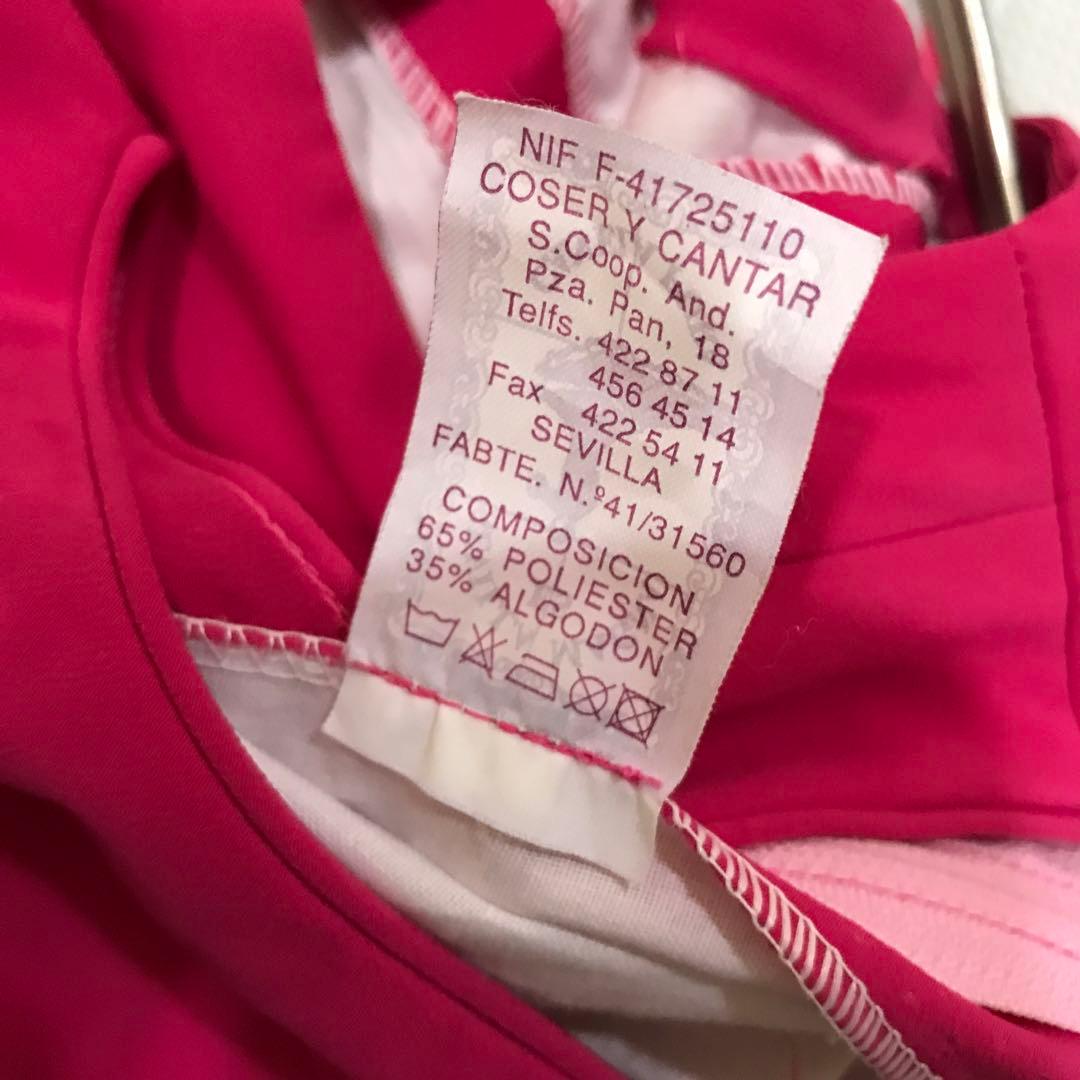 NIF F-41725110
COSER Y CANTAR
S.Coop. And.
Pza. Pan, 18
Telfs. 422 87 11
456 45 14
Fax 422 54 11
SEVILLA
FABTE. N.º41/31560
COMPOSICION
65% POLIESTER
35% ALGODON